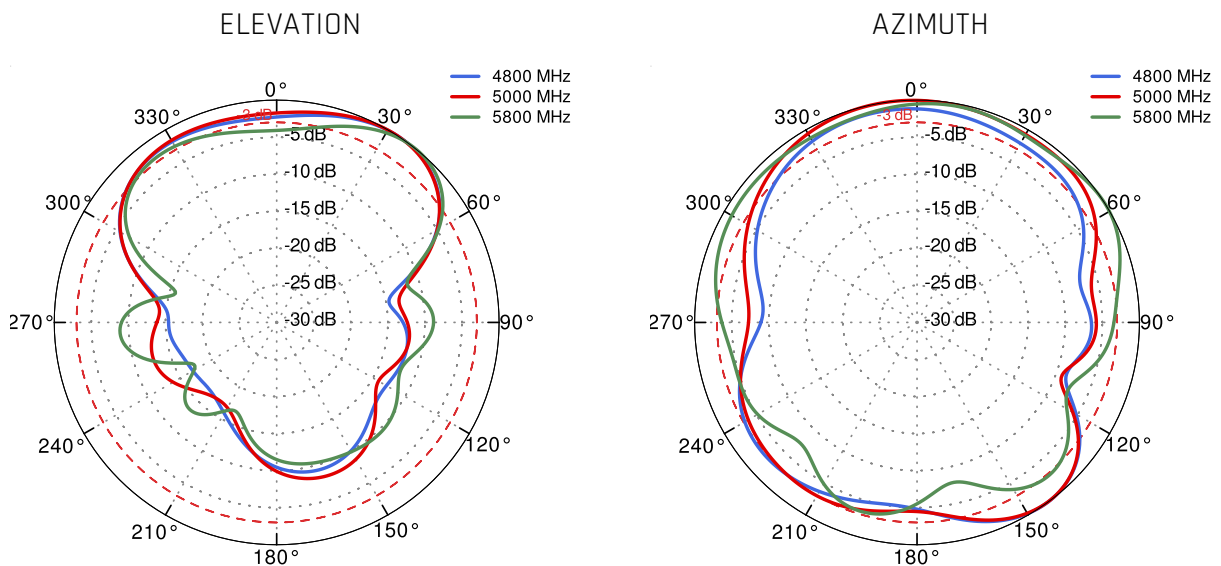 ELEVATION
4800 MHz
5000 MHz
5800 MHz
0°
-3 dB
330°
30°
-5 dB
-10 dB
300°
60°
-15 dB
-20 dB
-25 dB
270°
-30 dB
90°
240°
120°
210°
150°
180°
AZIMUTH
4800 MHz
5000 MHz
5800 MHz
0°
-3 dB
330°
30°
-5 dB
-10 dB
300°
60°
-15 dB
-20 dB
-25 dB
270°
-30 dB
90°
240°
120°
210°
150°
180°